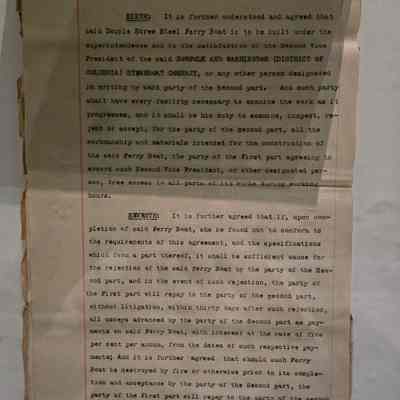 SIXTH: It is further understood and agreed that
said Double Screw Steel Ferry Boat is to be built under the
superintendence and to the satisfaction of the Second Vice
President of the said NORFOLK AND WASHINGTON (DISTRICT OF
COLUMBIA) STEAMBOAT COMPANY, or any other person designated
in writing by said party of the Second part. And such party
shall have every facility necessary to examine the work as it
progresses, and it shall be his duty to examine, inspect, re-
ject or accept, for the party of the Second part, all the
workmanship and materials intended for the construction of
the said Ferry Boat, the party of the First part agreeing to
accord such Second Vice President, or other designated per-
son, free access to all parts of its works during working
hours.
SEVENTH: It is further agreed that if, upon com-
pletion of said Ferry Boat, she be found not to conform to
the requirements of this agreement, and the specifications
which form a part thereof, it shall be sufficient cause for
the rejection of the said Ferry Boat by the party of the Sec-
ond part, and in the event of such rejection, the party of
the First part will repay to the party of the Second part,
without litigation, within thirty days after such rejection,
all moneys advanced by the party of the Second part as pay-
ments on said Ferry Boat, with interest at the rate of five
per cent per annum, from the dates of such respective pay-
ments; And it is further agreed that should such Ferry
Boat be destroyed by fire or otherwise prior to its comple-
tion and acceptance by the party of the Second part, the
party of the First part will repay to the party of the Second